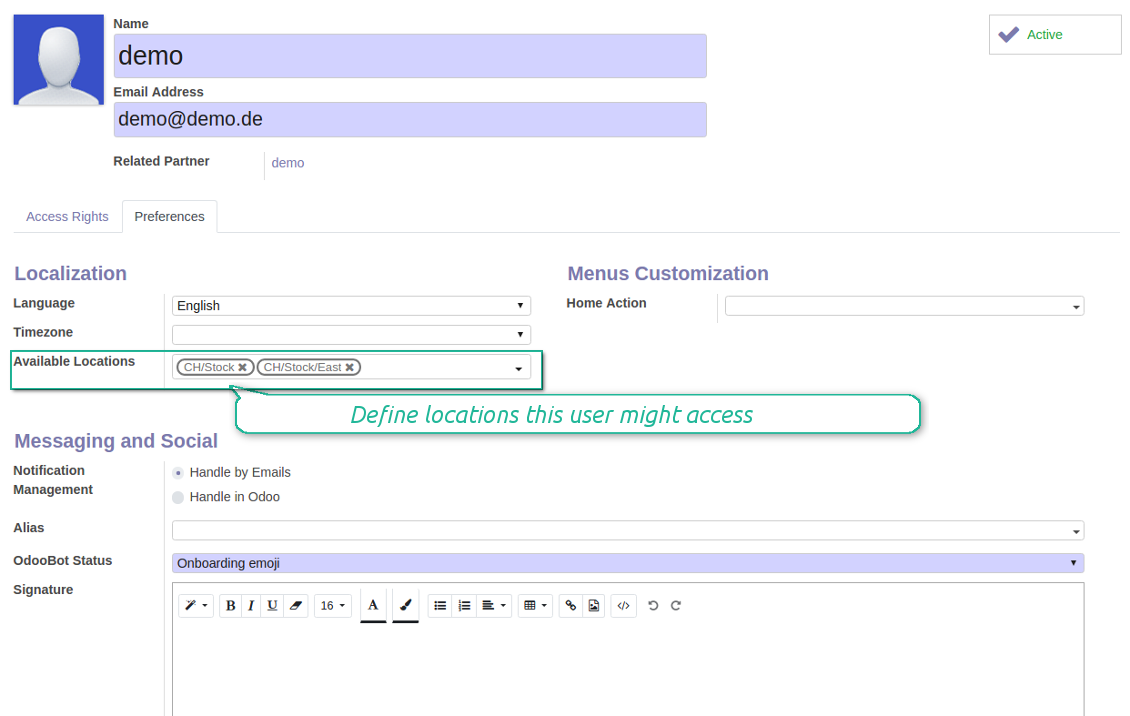 Name
demo
Active
Email Address
demo@demo.de
Related Partner demo
Access Rights Preferences
Localization Menus Customization
Language English Home Action
Timezone
Available Locations CH/Stock CH/Stock/East
Define locations this user might access
Messaging and Social
Notification
Management
Handle by Emails
Handle in Odoo
Alias
OdooBot Status Onboarding emoji
Signature
B I U 16 A